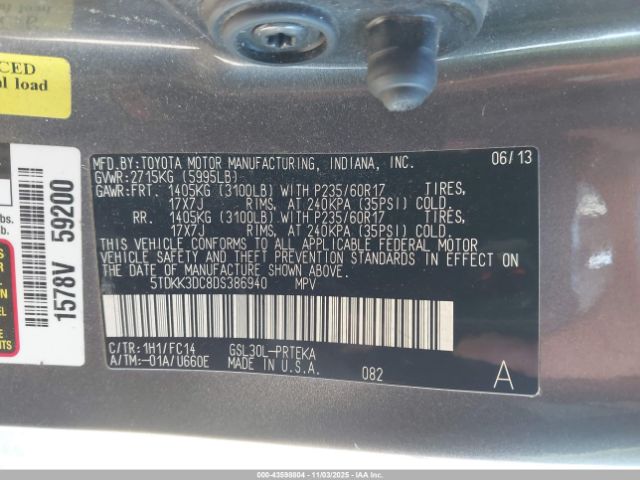 CED
al load
lbs.
1578V 59200
MFD.BY:TOYOTA MOTOR MANUFACTURING, INDIANA, INC. 06/13
GVWR:2715KG (5995LB)
GAWR:FRT. 1405KG (3100LB) WITH P235/60R17 TIRES,
17X7J RIMS, AT 240KPA (35PSI) COLD.
RR. 1405KG (3100LB) WITH P235/60R17 TIRES,
17X7J RIMS, AT 240KPA (35PSI) COLD.
THIS VEHICLE CONFORMS TO ALL APPLICABLE FEDERAL MOTOR
VEHICLE SAFETY AND THEFT PREVENTION STANDARDS IN EFFECT ON
THE DATE OF MANUFACTURE SHOWN ABOVE.
5TDKK3DC8DS386940 MPV
C/TR:1H1/FC14 GSL30L-PRTEKA
A/TM:-01A/U660E MADE IN U.S.A. 082 A
000-43598804 - 11/03/2025 - copart.com